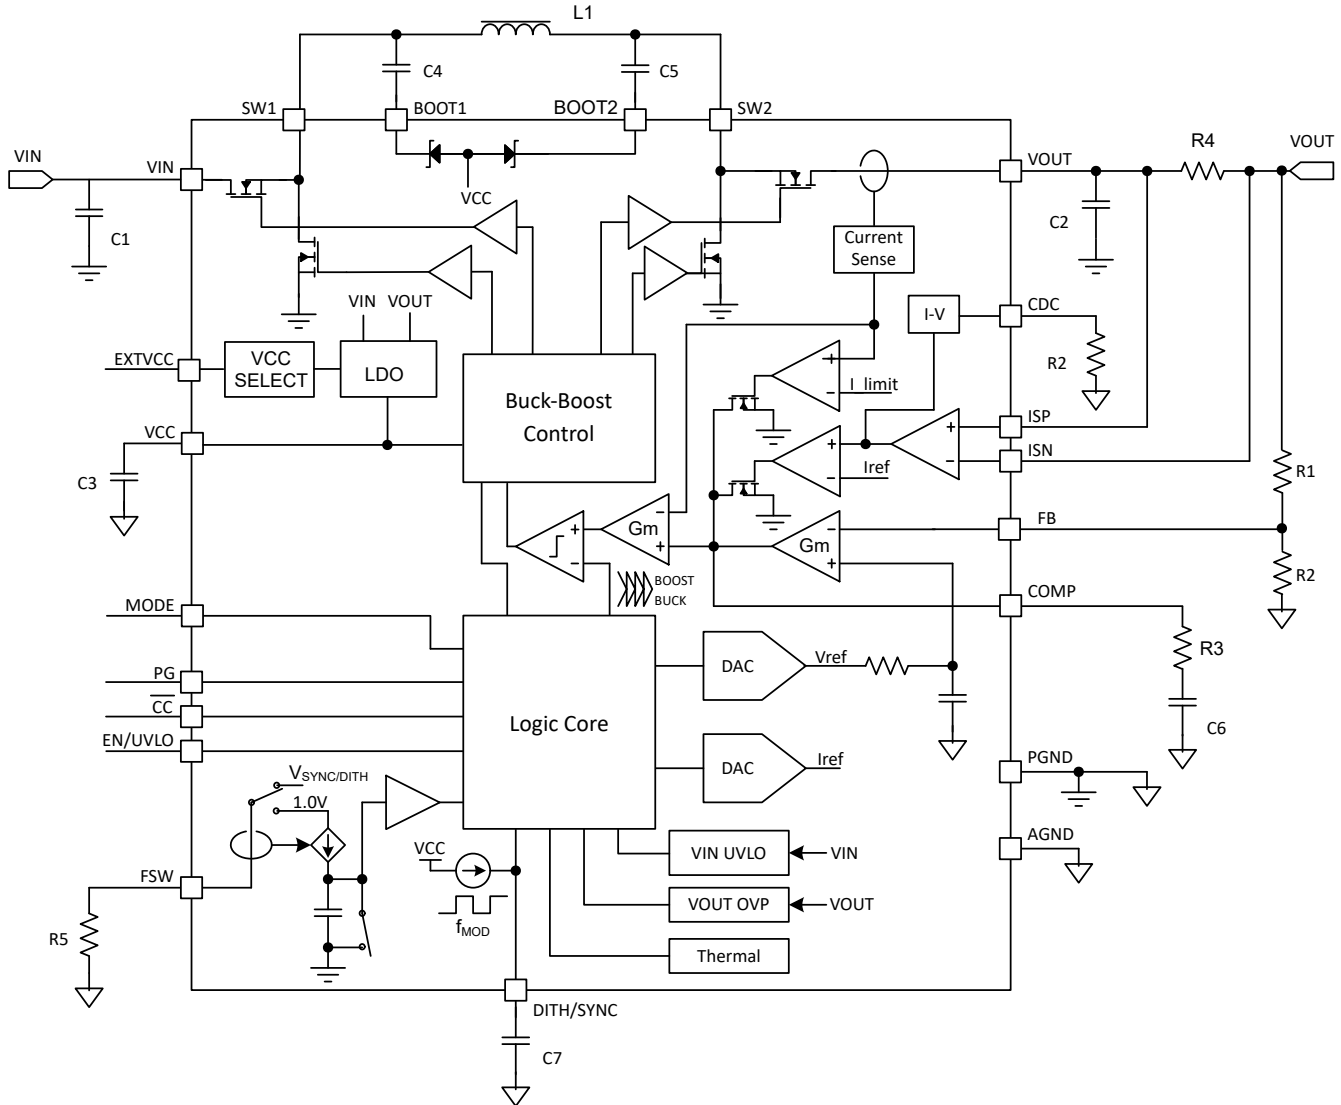 L1
C4
C5
SW1
BOOT1
BOOT2
SW2
VIN
VIN
VCC
VOUT
R4
VOUT
C1
C2
Current
Sense
VIN
VOUT
I-V
CDC
EXTVCC
VCC
SELECT
LDO
R2
I_limit
Buck-Boost
Control
ISP
VCC
Iref
ISN
C3
R1
Gm
FB
Gm
R2
BOOST
BUCK
COMP
MODE
R3
DAC
Vref
PG
CC
Logic Core
C6
EN/UVLO
DAC
Iref
PGND
VSYNC/DITH
1.0V
AGND
VCC
VIN UVLO
VIN
FSW
VOUT OVP
VOUT
fMOD
R5
Thermal
DITH/SYNC
C7